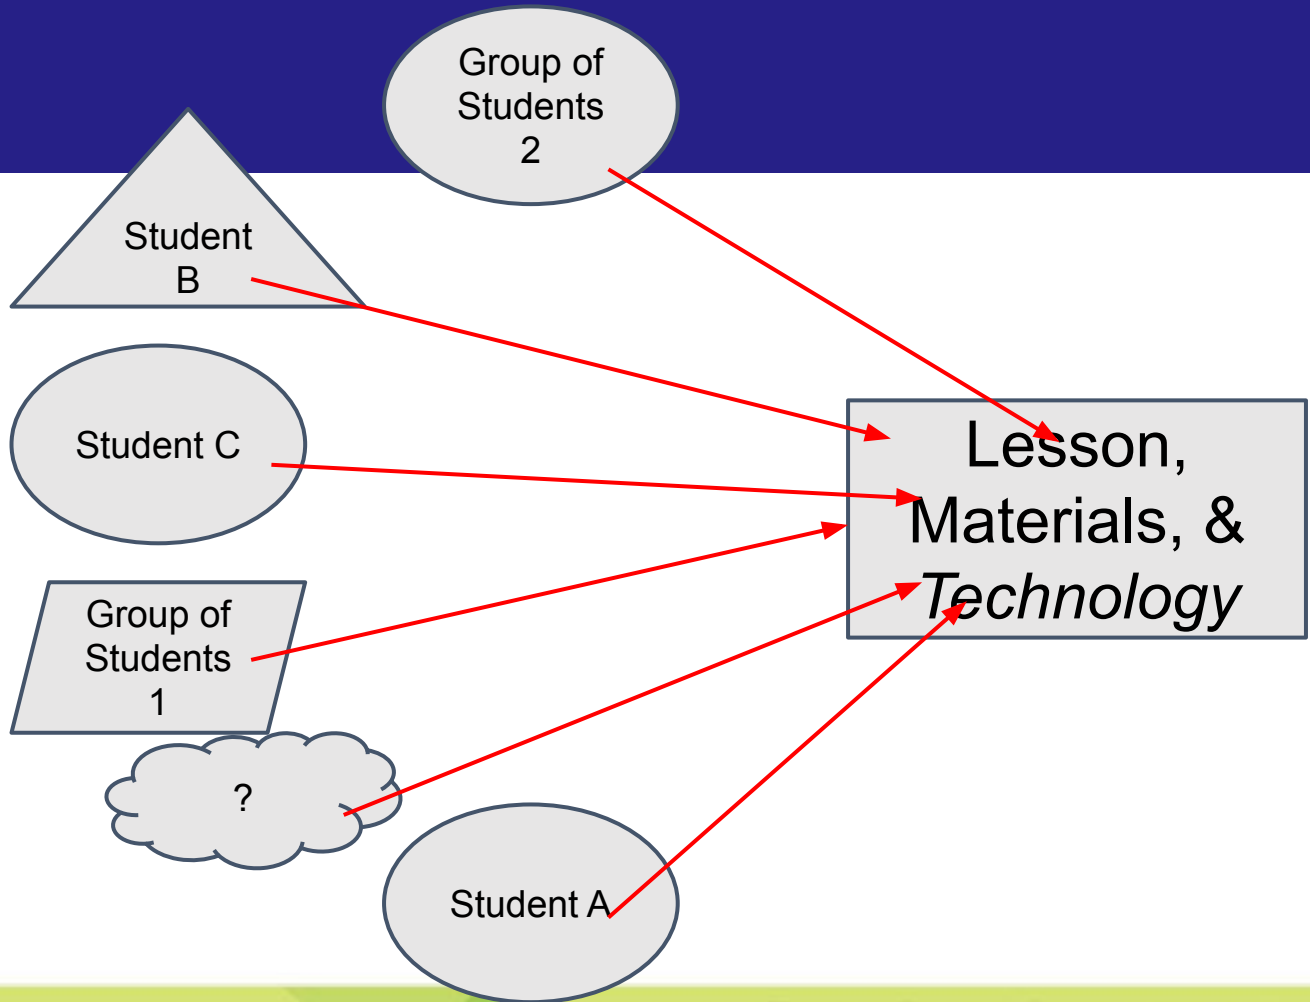 Group of
Students
2
Student
B
Student C
Lesson,
Materials, &
Technology
Group of
Students
1
?
Student A